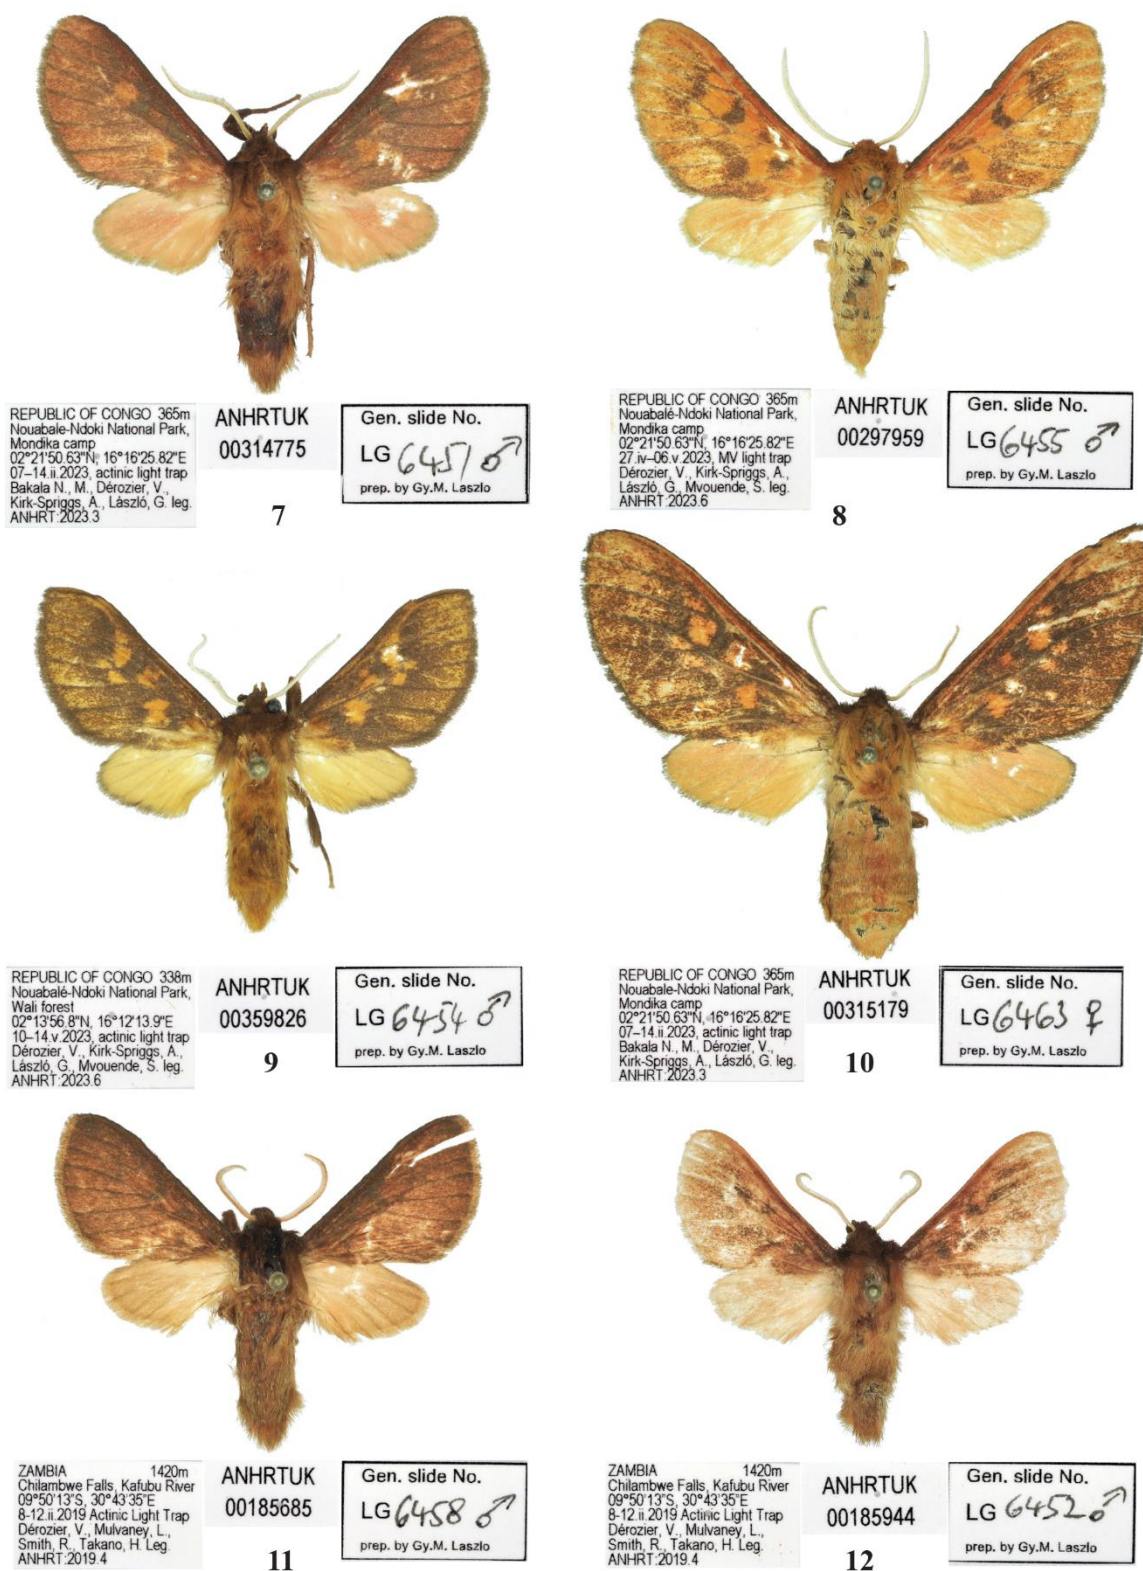 REPUBLIC OF CONGO 365m
Nouabalé-Ndoki National Park,
Mondika camp
02°21'50.63"N, 16°16'25.82"E
07–14.ii.2023, actinic light trap
Bakala N., M., Dérozier, V.,
Kirk-Spriggs, A., László, G. leg.
ANHRT:2023.3
ANHRTUK
00314775
Gen. slide No.
LG 6451 ♂
prep. by Gy.M. Laszlo
7
REPUBLIC OF CONGO 365m
Nouabalé-Ndoki National Park,
Mondika camp
02°21'50.63"N, 16°16'25.82"E
27.iv–06.v.2023, MV light trap
Dérozier, V., Kirk-Spriggs, A.,
László, G., Mvouende, S. leg.
ANHRT:2023.6
ANHRTUK
00297959
Gen. slide No.
LG 6455 ♂
prep. by Gy.M. Laszlo
8
REPUBLIC OF CONGO 338m
Nouabalé-Ndoki National Park,
Wali forest
02°13'56.8"N, 16°12'13.9"E
10–14.v.2023, actinic light trap
Dérozier, V., Kirk-Spriggs, A.,
László, G., Mvouende, S. leg.
ANHRT:2023.6
ANHRTUK
00359826
Gen. slide No.
LG 6454 ♂
prep. by Gy.M. Laszlo
9
REPUBLIC OF CONGO 365m
Nouabalé-Ndoki National Park,
Mondika camp
02°21'50.63"N, 16°16'25.82"E
07–14.ii.2023, actinic light trap
Bakala N., M., Dérozier, V.,
Kirk-Spriggs, A., László, G. leg.
ANHRT:2023.3
ANHRTUK
00315179
Gen. slide No.
LG 6463 ♀
prep. by Gy.M. Laszlo
10
ZAMBIA 1420m
Chilambwe Falls, Kafubu River
09°50'13"S, 30°43'35"E
8-12.ii.2019 Actinic Light Trap
Dérozier, V., Mulvaney, L.,
Smith, R., Takano, H. Leg.
ANHRT:2019.4
ANHRTUK
00185685
Gen. slide No.
LG 6458 ♂
prep. by Gy.M. Laszlo
11
ZAMBIA 1420m
Chilambwe Falls, Kafubu River
09°50'13"S, 30°43'35"E
8-12.ii.2019 Actinic Light Trap
Dérozier, V., Mulvaney, L.,
Smith, R., Takano, H. Leg.
ANHRT:2019.4
ANHRTUK
00185944
Gen. slide No.
LG 6452 ♂
prep. by Gy.M. Laszlo
12